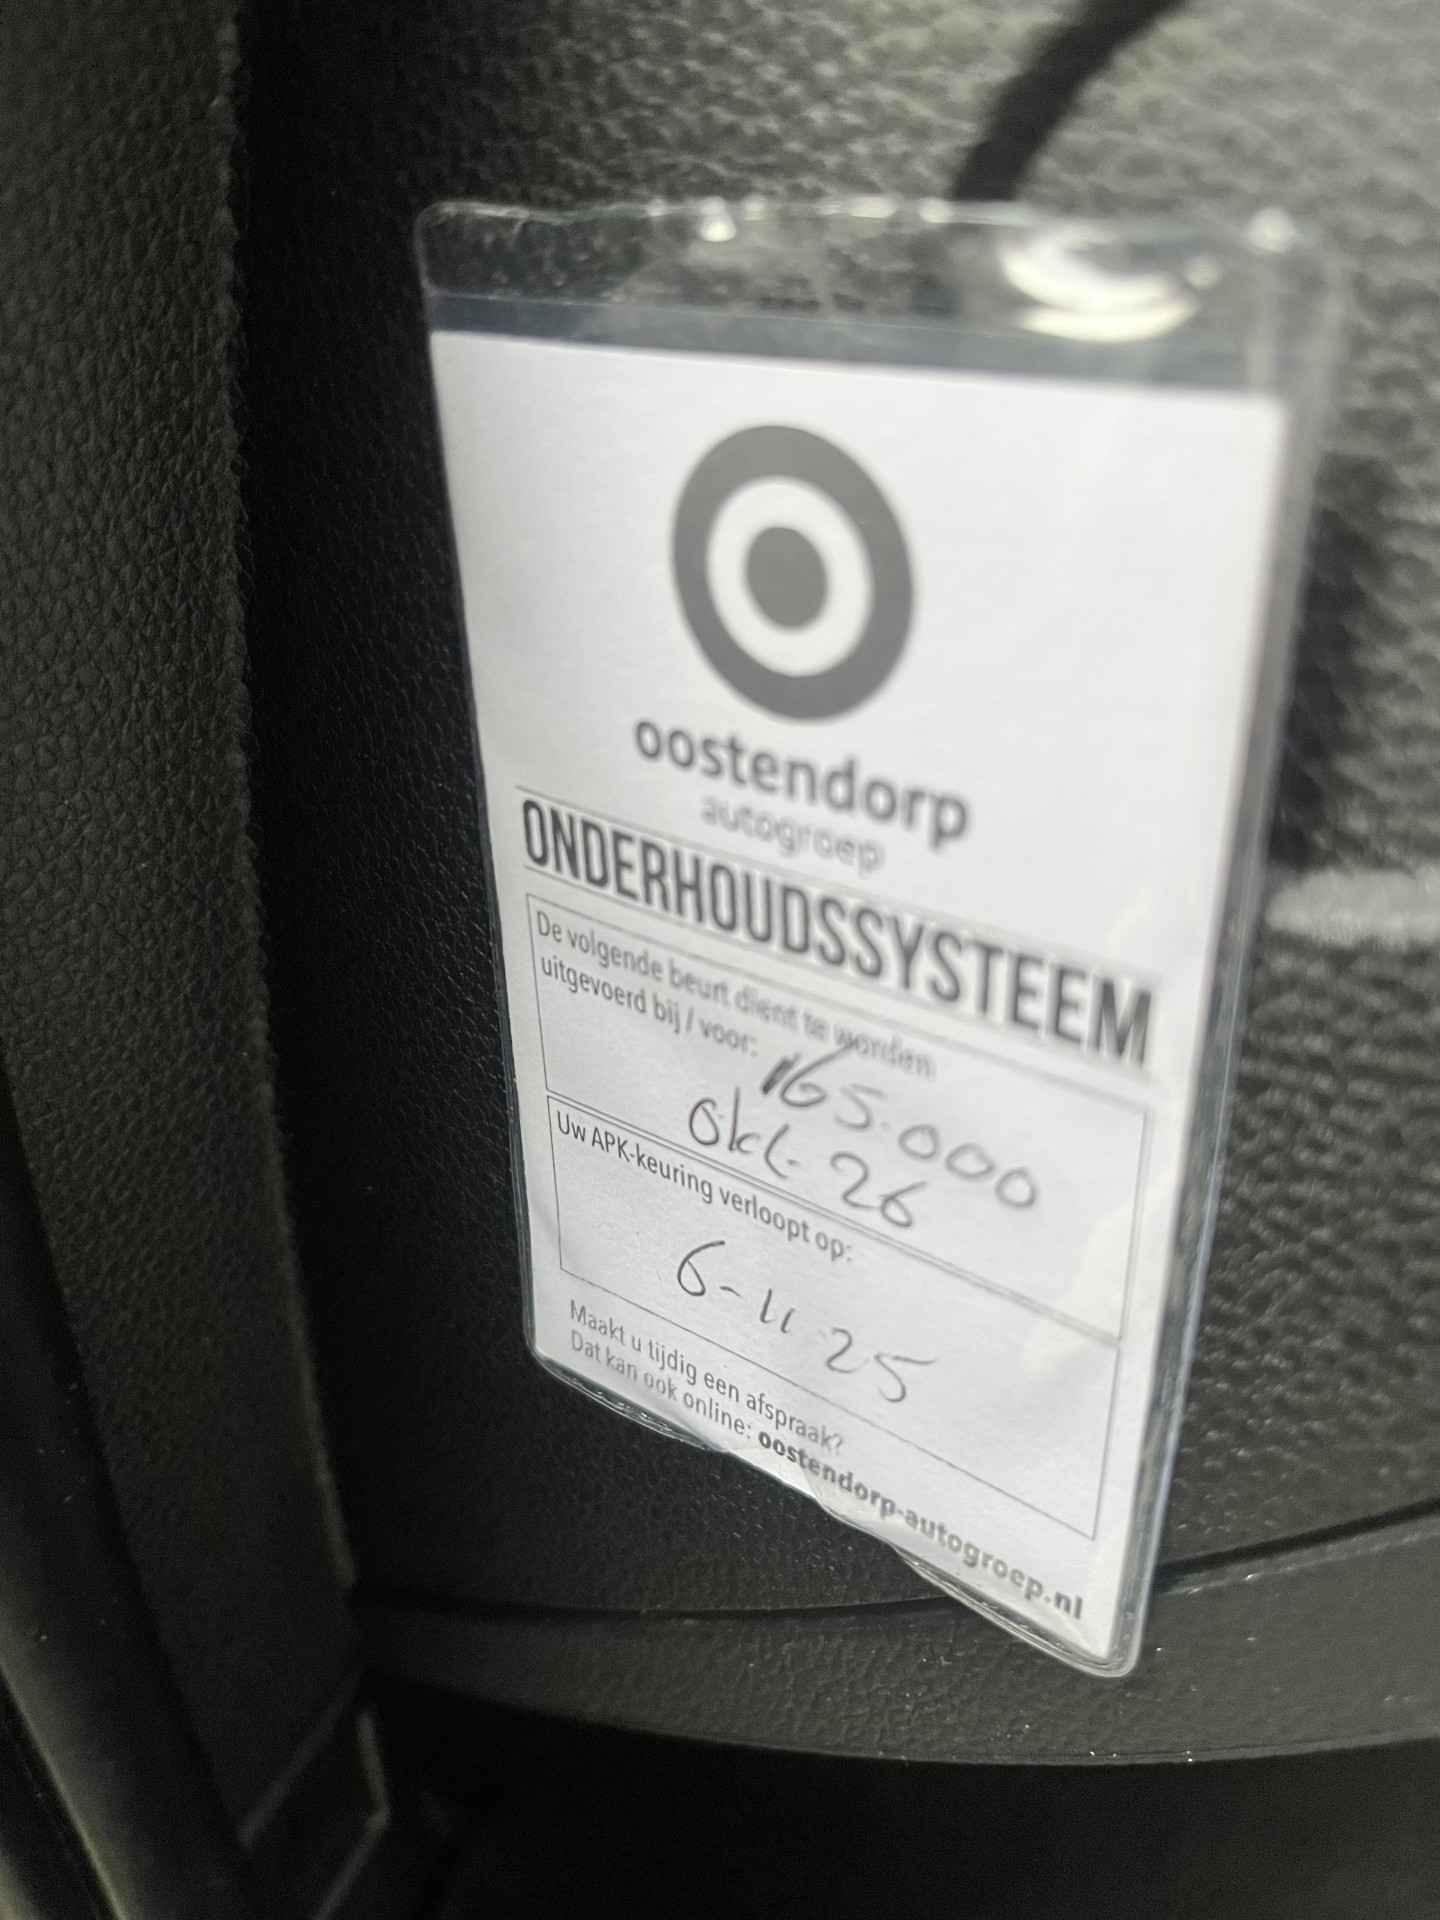 oostendorp
autogroep
ONDERHOUDSSYSTEEM
De volgende beurt dient te worden
uitgevoerd bij / voor:
165.000
Okt. 26
Uw APK-keuring verloopt op:
6-11 25
Maakt u tijdig een afspraak?
Dat kan ook online: oostendorp-autogroep.nl